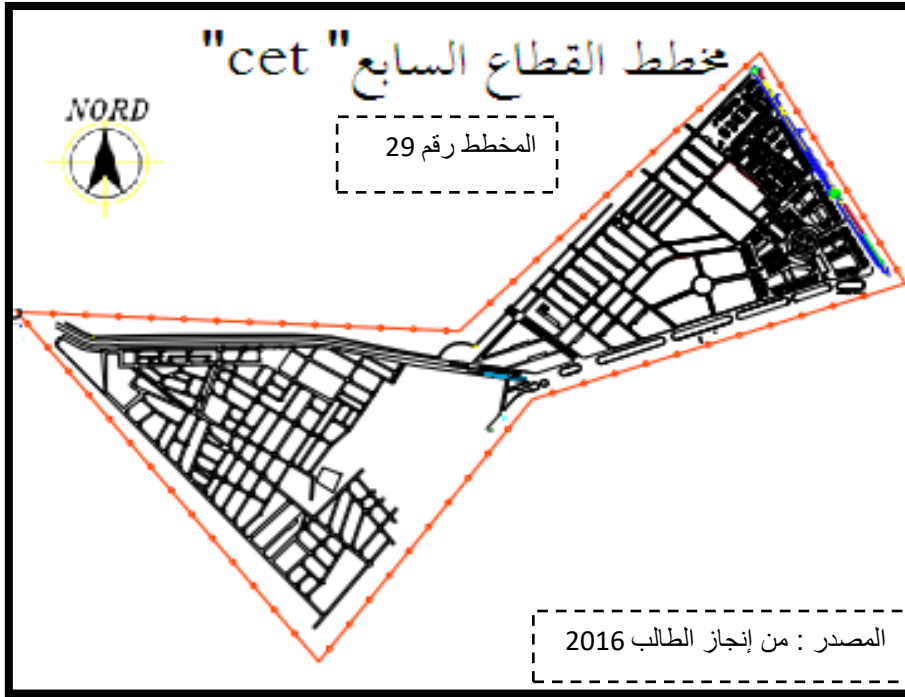 مخطط القطاع السابع" cet"
NORD
المخطط رقم 29
المصدر : من إنجاز الطالب 2016